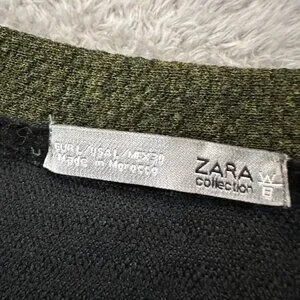 EUR L / USA L / MEX 30
Made in Morocco
ZARA
collection
W
B